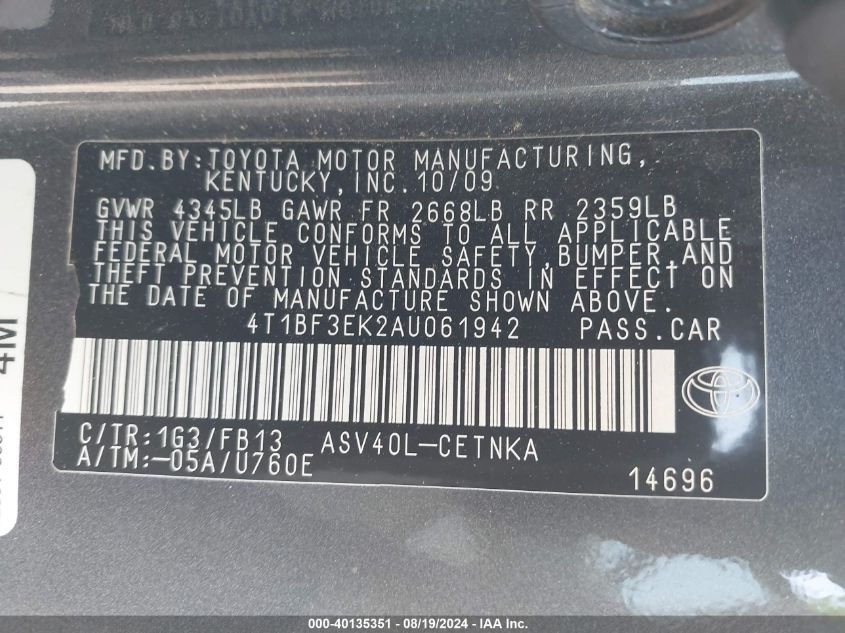 MFD.BY:TOYOTA MOTOR MANUFACTURING,
KENTUCKY,INC.10/09
GVWR 4345LB GAWR FR 2668LB RR 2359LB
THIS VEHICLE CONFORMS TO ALL APPLICABLE
FEDERAL MOTOR VEHICLE SAFETY,BUMPER,AND
THEFT PREVENTION STANDARDS IN EFFECT ON
THE DATE OF MANUFACTURE SHOWN ABOVE.
4T1BF3EK2AU061942 PASS.CAR
C/TR:1G3/FB13 ASV40L-CETNKA
A/TM:-05A/U760E
14696
4M
000-40135351 - 08/19/2024 - IAA Inc.